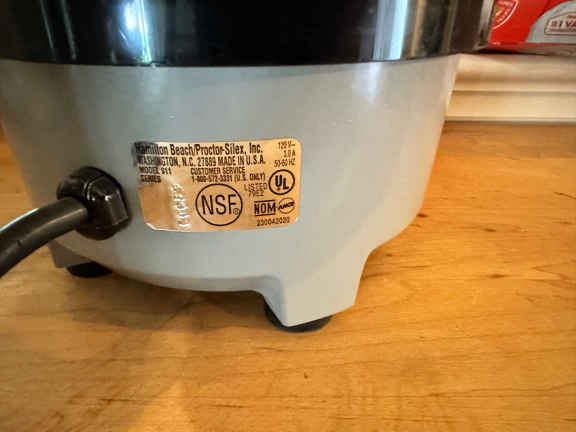 Hamilton Beach/Proctor-Silex, Inc.
WASHINGTON, N.C. 27889 MADE IN U.S.A.
120 V~
3.0 A
50-60 HZ
MODEL 911
SERIES
CUSTOMER SERVICE
1-800-572-3331 (U.S. ONLY)
LISTED
UL
NSF
NOM
ANCE
230042020